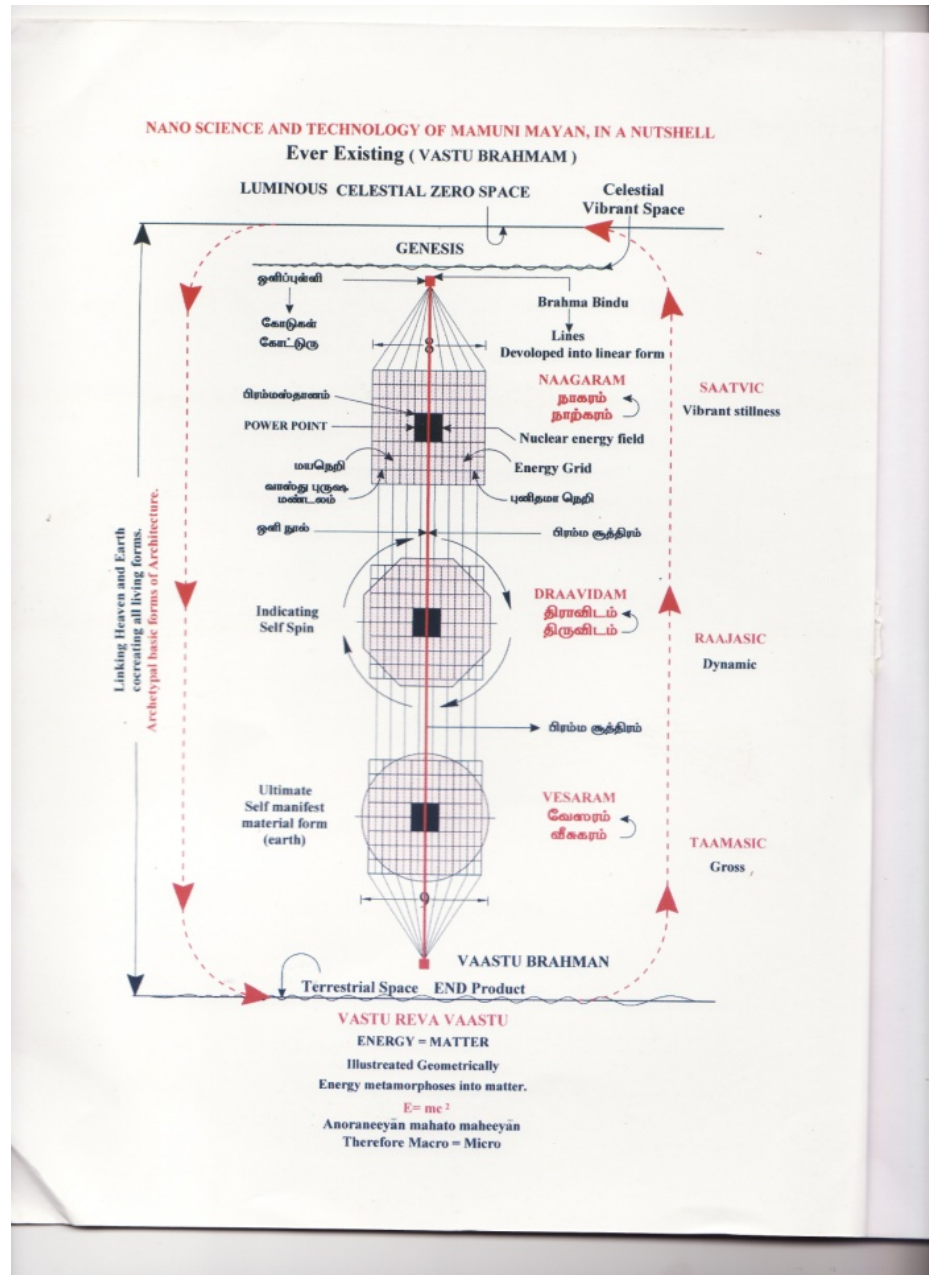 NANO SCIENCE AND TECHNOLOGY OF MAMUNI MAYAN, IN A NUTSHELL
Ever Existing ( VASTU BRAHMAM )
LUMINOUS CELESTIAL ZERO SPACE
Celestial
Vibrant Space
GENESIS
ஒளிப்புள்ளி
Brahma Bindu
கோடுகள்
கோட்டுரு
Lines
Devoloped into linear form
8
NAAGARAM
நாகரம்
நாற்கரம்
SAATVIC
Vibrant stillness
பிரம்மஸ்தானம்
POWER POINT
Nuclear energy field
மயநெறி
Energy Grid
வாஸ்து புருஷ
மண்டலம்
புனிதமா நெறி
ஒளி நூல்
பிரம்ம சூத்திரம்
Linking Heaven and Earth
cocreating all living forms.
Archetypal basic forms of Architecture.
Indicating
Self Spin
DRAAVIDAM
திராவிடம்
திருவிடம்
RAAJASIC
Dynamic
பிரம்ம சூத்திரம்
Ultimate
Self manifest
material form
(earth)
VESARAM
வேஸரம்
வீசுகரம்
TAAMASIC
Gross
9
VAASTU BRAHMAN
Terrestrial Space END Product
VASTU REVA VAASTU
ENERGY = MATTER
Illustreated Geometrically
Energy metamorphoses into matter.
E= mc ²
Anoraneeyān mahato maheeyān
Therefore Macro = Micro